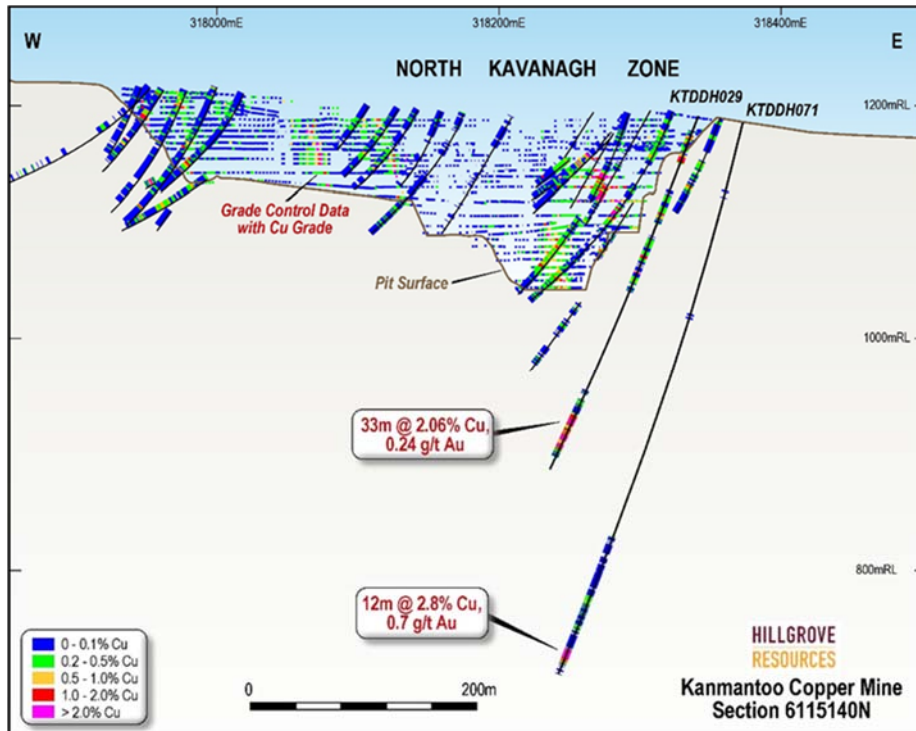 318000mE
318200mE
318400mE
W
E
NORTH KAVANAGH ZONE
KTDDH029
KTDDH071
1200mRL
Grade Control Data
with Cu Grade
Pit Surface
1000mRL
33m @ 2.06% Cu,
0.24 g/t Au
800mRL
12m @ 2.8% Cu,
0.7 g/t Au
0 - 0.1% Cu
0.2 - 0.5% Cu
0.5 - 1.0% Cu
1.0 - 2.0% Cu
> 2.0% Cu
0
200m
HILLGROVE
RESOURCES
Kanmantoo Copper Mine
Section 6115140N